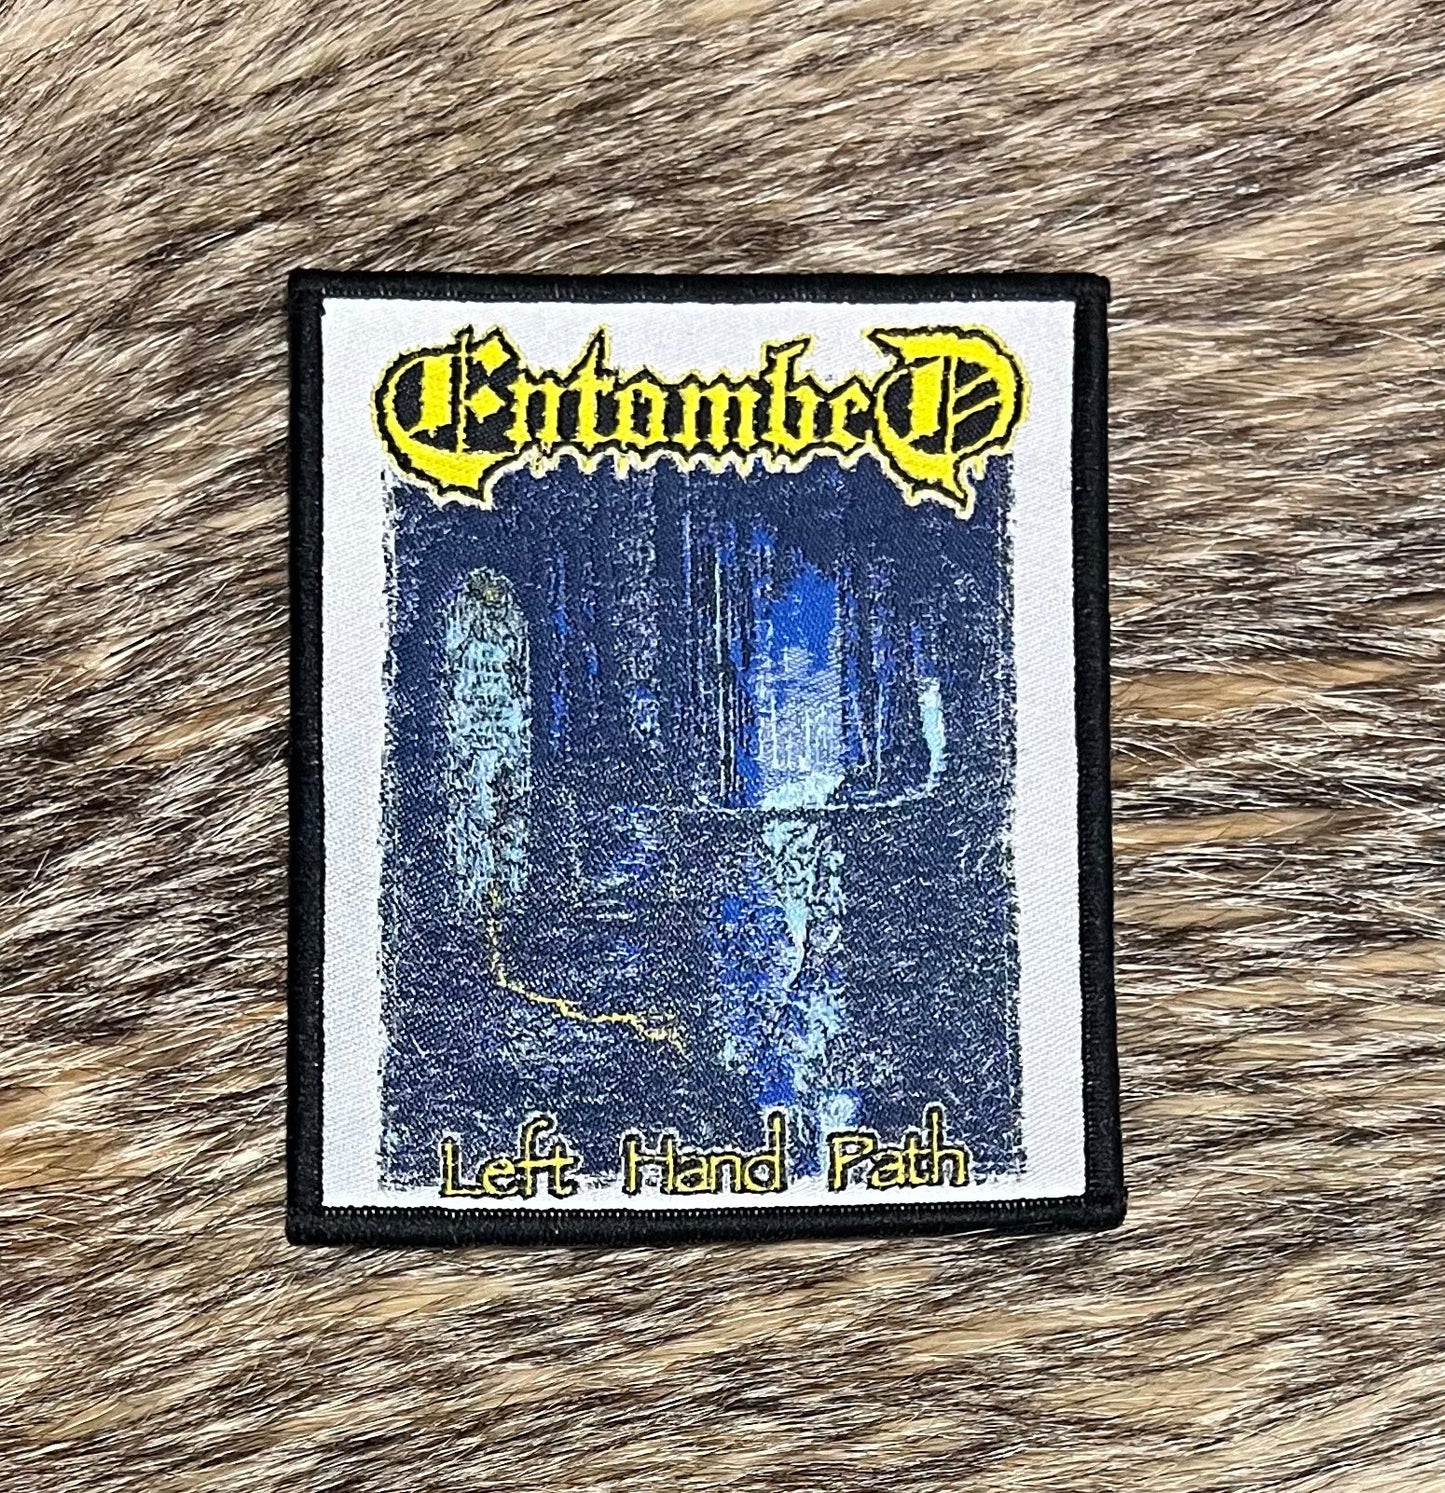 Entombed
Left Hand Path